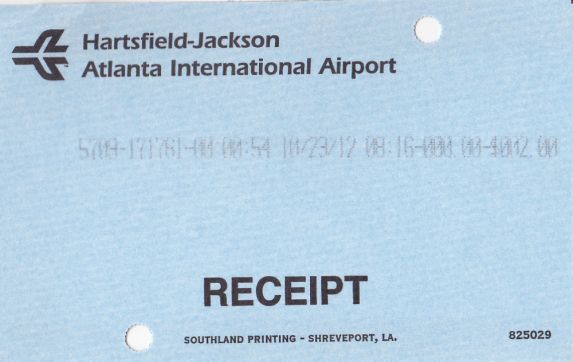 Hartsfield-Jackson
Atlanta International Airport
5709-171761-00 00:54 10/23/12 08:16-000.00-$002.00
RECEIPT
SOUTHLAND PRINTING - SHREVEPORT, LA.
825029